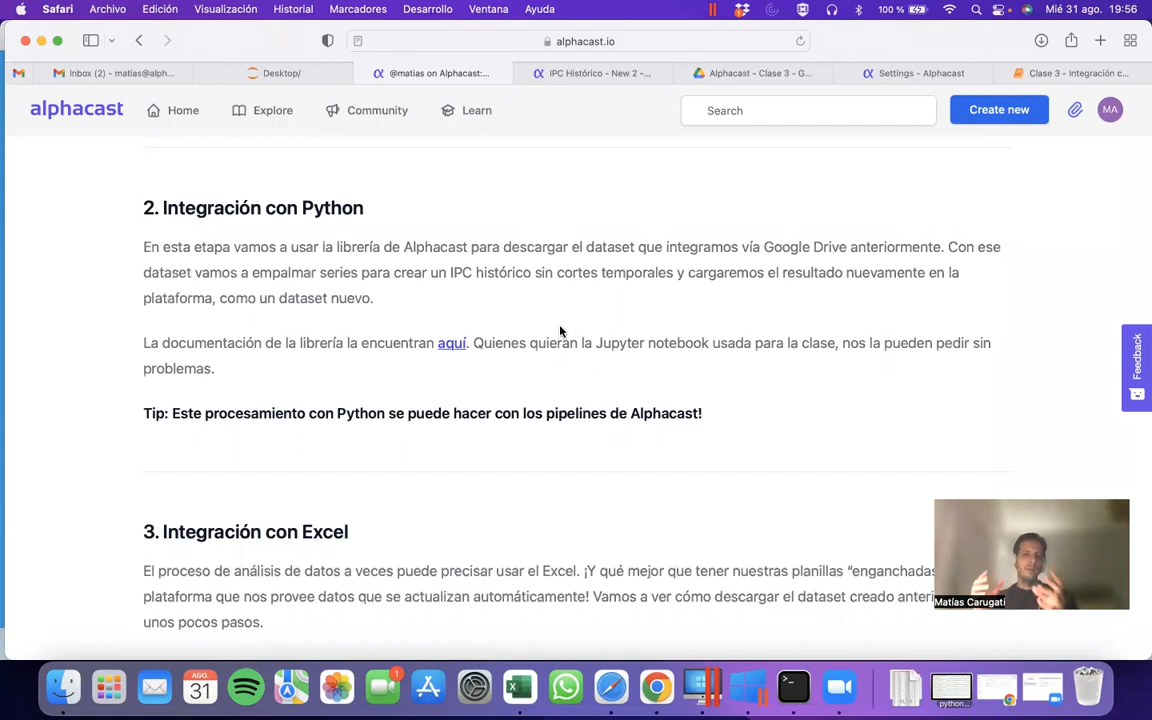 Safari Archivo Edición Visualización Historial Marcadores Desarrollo Ventana Ayuda 100 % Mié 31 ago. 19:56
alphacast.io
Inbox (2) - matias@alph... Desktop/ @matias on Alphacast:... IPC Histórico - New 2 -... Alphacast - Clase 3 - G... Settings - Alphacast Clase 3 - Integración c...
alphacast Home Explore Community Learn Search Create new MA
2. Integración con Python
En esta etapa vamos a usar la librería de Alphacast para descargar el dataset que integramos vía Google Drive anteriormente. Con ese
dataset vamos a empalmar series para crear un IPC histórico sin cortes temporales y cargaremos el resultado nuevamente en la
plataforma, como un dataset nuevo.
La documentación de la librería la encuentran aquí. Quienes quieran la Jupyter notebook usada para la clase, nos la pueden pedir sin
problemas.
Feedback
Tip: Este procesamiento con Python se puede hacer con los pipelines de Alphacast!
3. Integración con Excel
El proceso de análisis de datos a veces puede precisar usar el Excel. ¡Y qué mejor que tener nuestras planillas “enganchadas
plataforma que nos provee datos que se actualizan automáticamente! Vamos a ver cómo descargar el dataset creado anteri
unos pocos pasos.
Matías Carugati
AGO.
31
1
python...